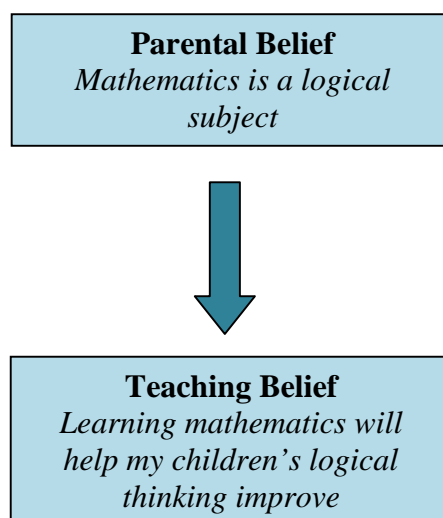 Parental Belief
Mathematics is a logical
subject
Teaching Belief
Learning mathematics will
help my children’s logical
thinking improve